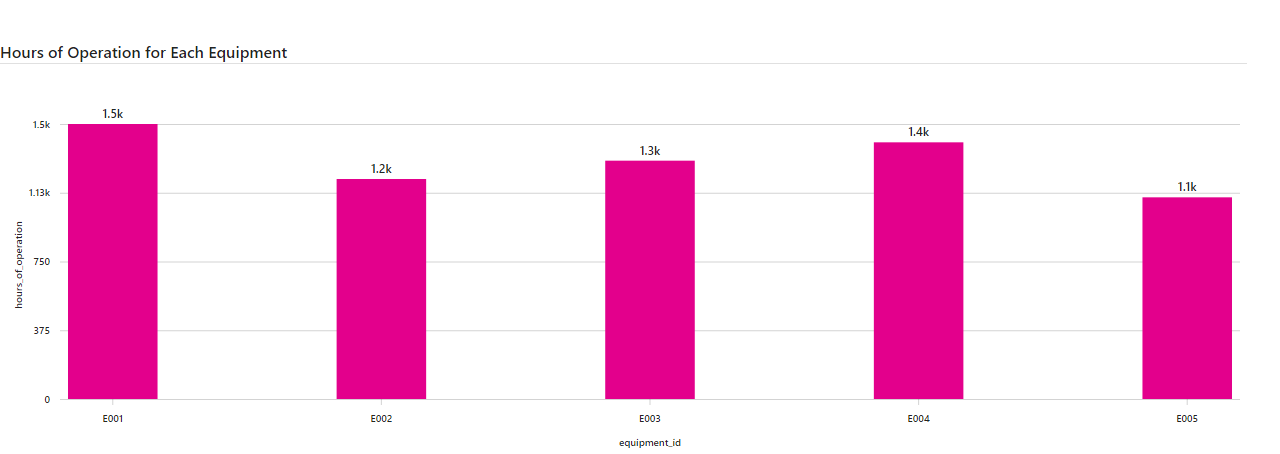 Hours of Operation for Each Equipment
1.5k
1.2k
1.3k
1.4k
1.1k
1.5k
1.13k
750
375
0
hours_of_operation
E001
E002
E003
E004
E005
equipment_id